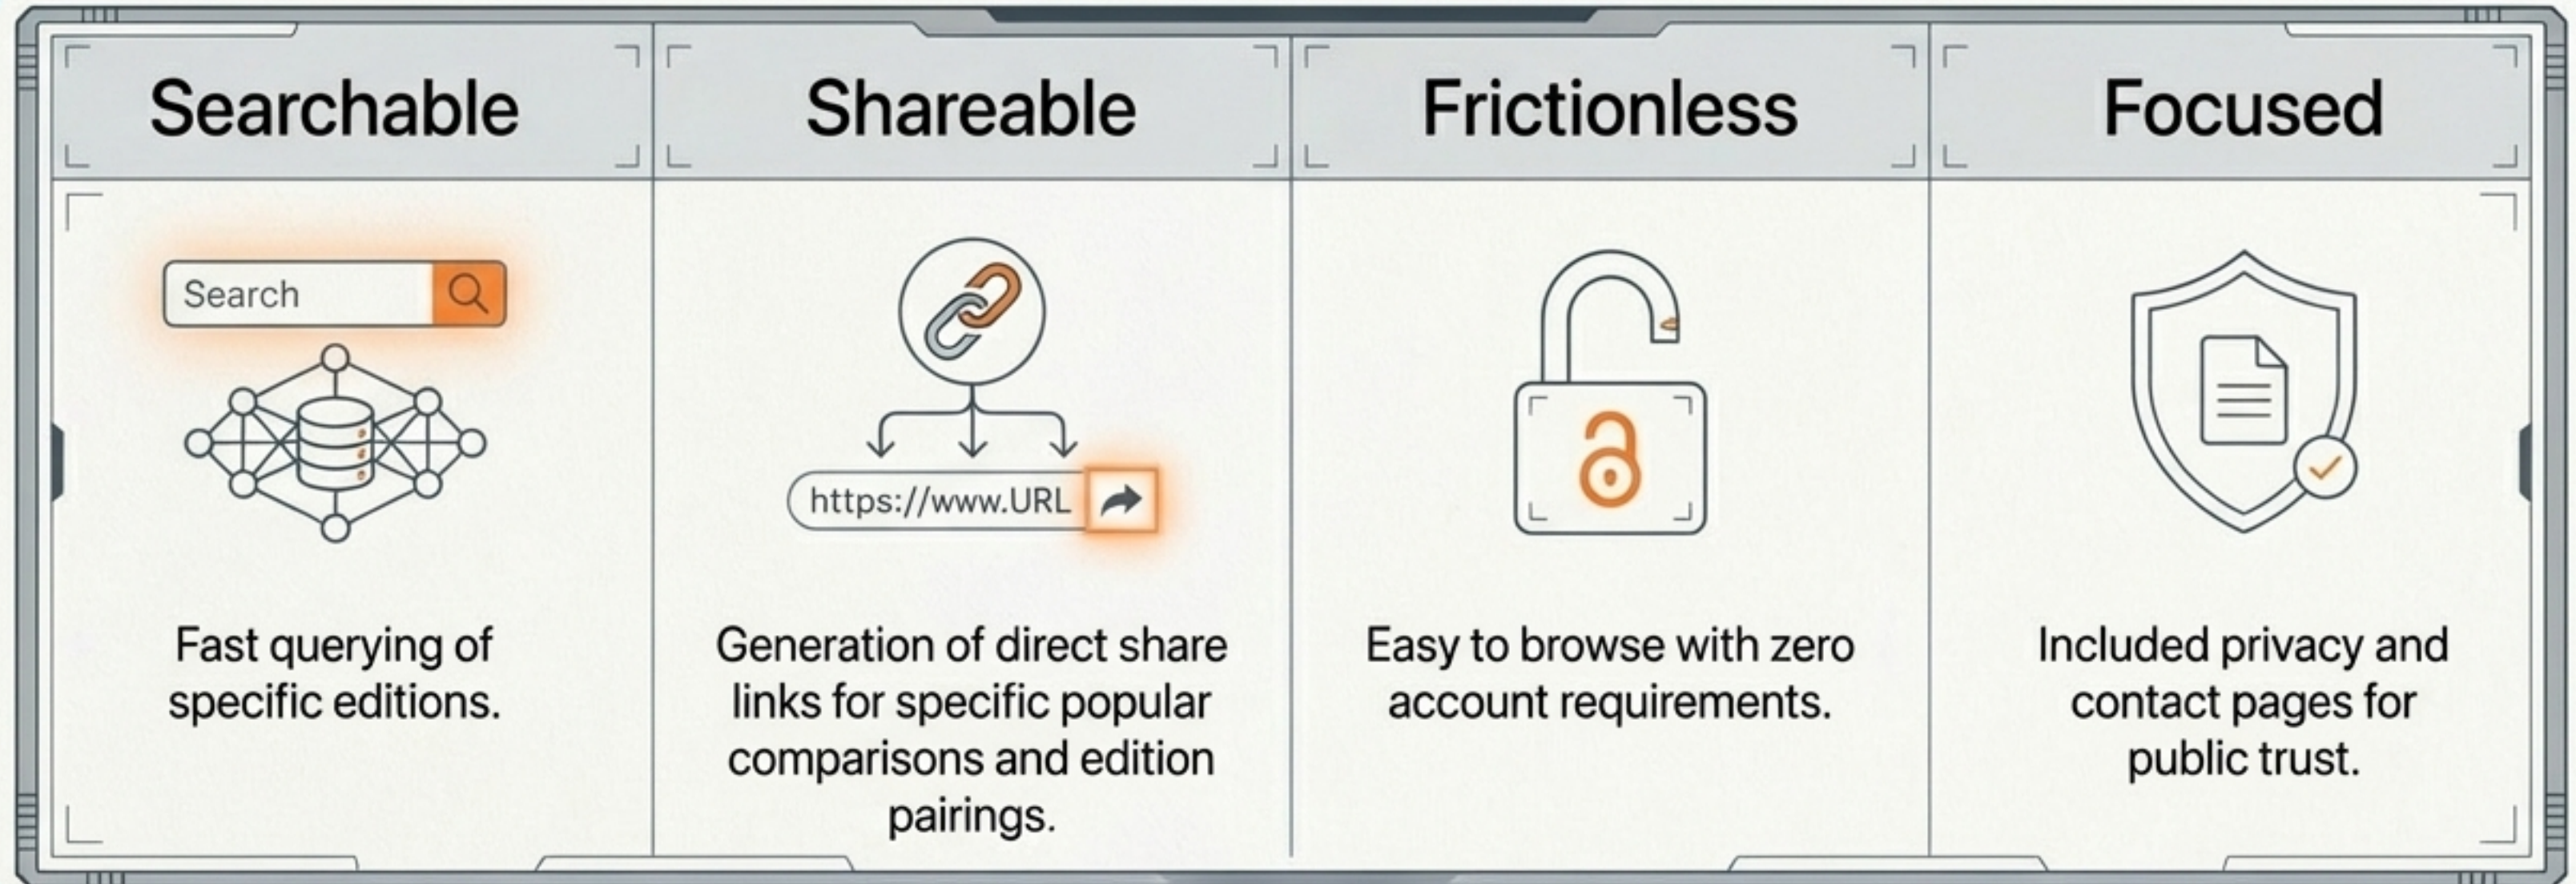 Searchable
Shareable
Frictionless
Focused
Search
https://www.URL
Fast querying of
specific editions.
Generation of direct share
links for specific popular
comparisons and edition
pairings.
Easy to browse with zero
account requirements.
Included privacy and
contact pages for
public trust.